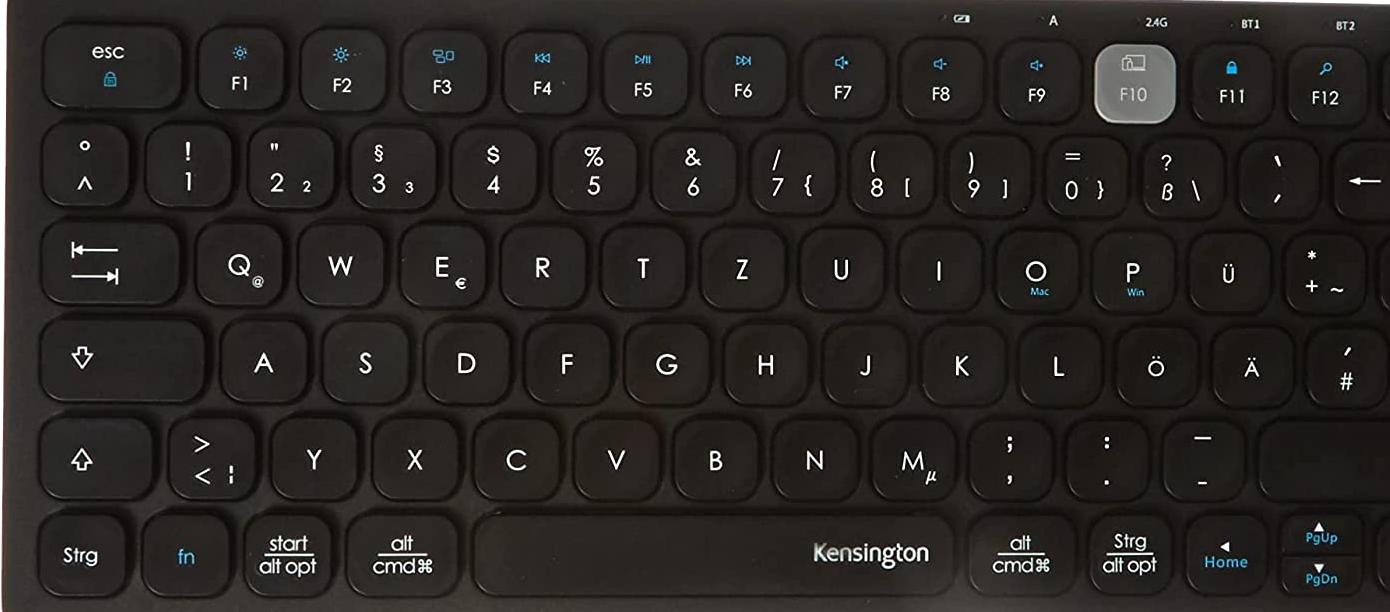 A 2.4G BT1 BT2
esc F1 F2 F3 F4 F5 F6 F7 F8 F9 F10 F11 F12
° ! " § $ % & / ( ) = ? `
^ 1 2 ² 3 ³ 4 5 6 7 { 8 [ 9 ] 0 } ß \ ´
Q @ W E € R T Z U I O P Ü * + ~
Mac Win
A S D F G H J K L Ö Ä ' #
> < ¦ Y X C V B N M µ ; , : . _ -
Strg fn start alt opt alt cmd ⌘ Kensington alt cmd ⌘ Strg alt opt Home PgUp
PgDn